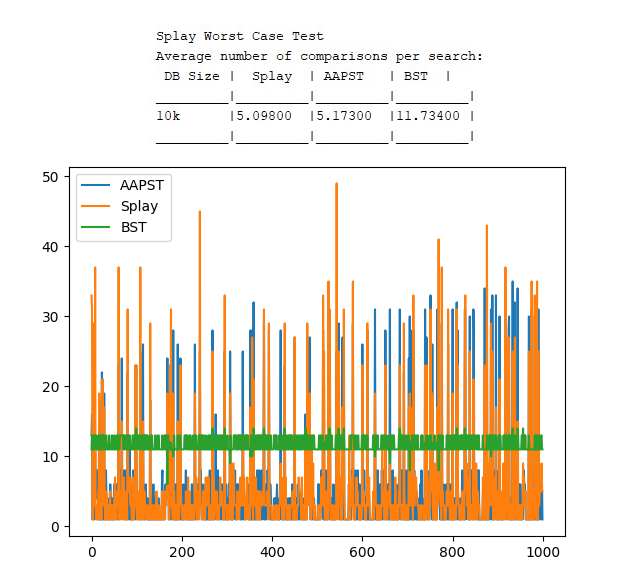 Splay Worst Case Test
Average number of comparisons per search:
DB Size | Splay | AAPST | BST |
_________|_________|_________|_________|
10k |5.09800 |5.17300 |11.73400 |
_________|_________|_________|_________|
AAPST
Splay
BST
50
40
30
20
10
0
0 200 400 600 800 1000